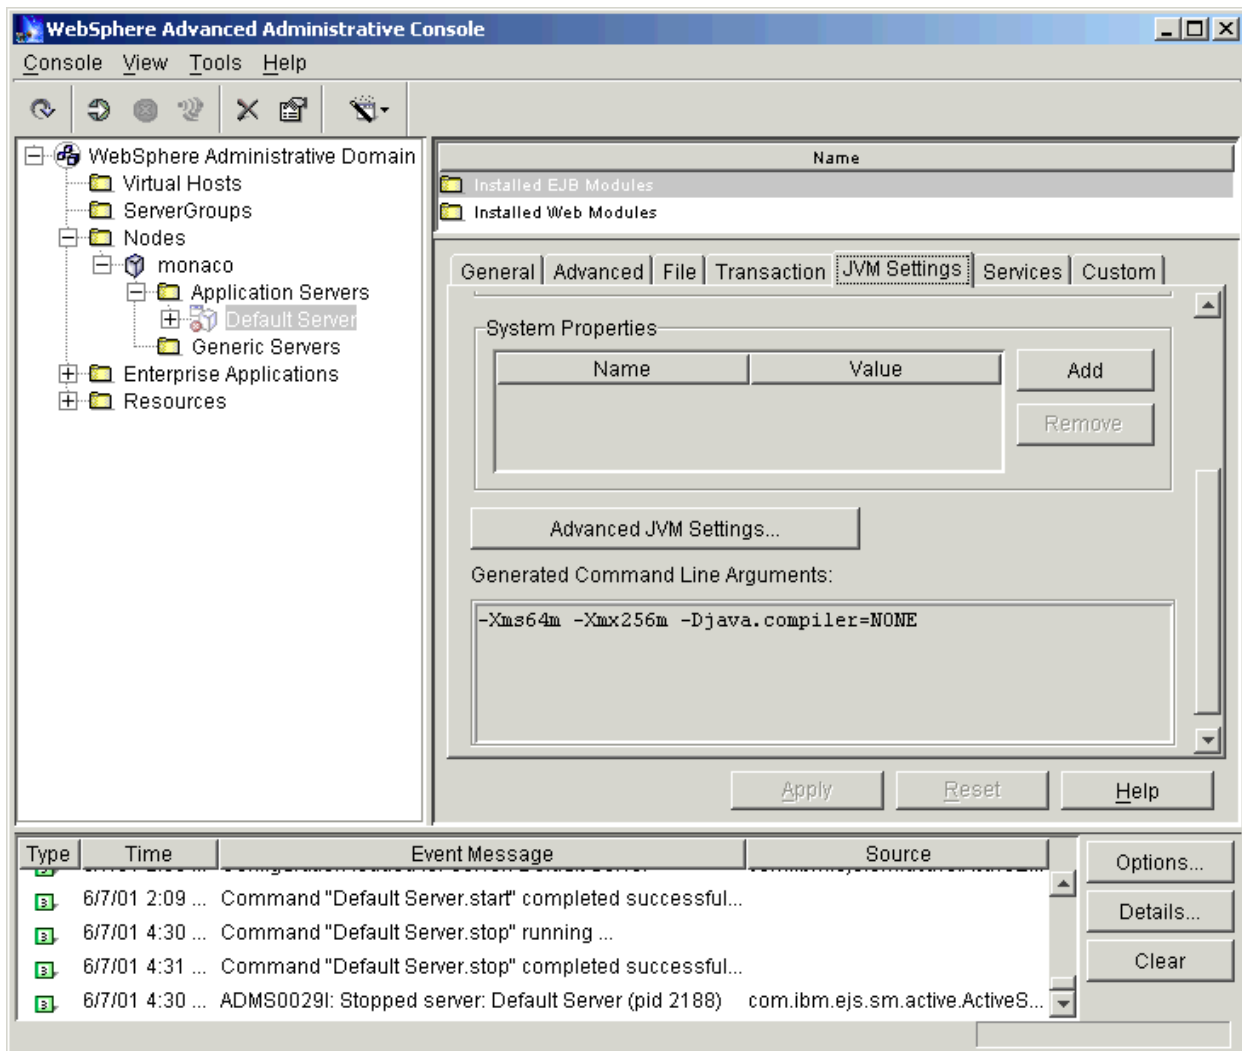 WebSphere Advanced Administrative Console
Console View Tools Help
WebSphere Administrative Domain
Virtual Hosts
ServerGroups
Nodes
monaco
Application Servers
Default Server
Generic Servers
Enterprise Applications
Resources
Name
Installed EJB Modules
Installed Web Modules
General Advanced File Transaction JVM Settings Services Custom
System Properties
Name Value
Add
Remove
Advanced JVM Settings...
Generated Command Line Arguments:
-Xms64m -Xmx256m -Djava.compiler=NONE
Apply Reset Help
Type Time Event Message Source
6/7/01 2:09 ... Command "Default Server.start" completed successful...
6/7/01 4:30 ... Command "Default Server.stop" running ...
6/7/01 4:31 ... Command "Default Server.stop" completed successful...
6/7/01 4:30 ... ADMS0029I: Stopped server: Default Server (pid 2188) com.ibm.ejs.sm.active.ActiveS...
Options...
Details...
Clear